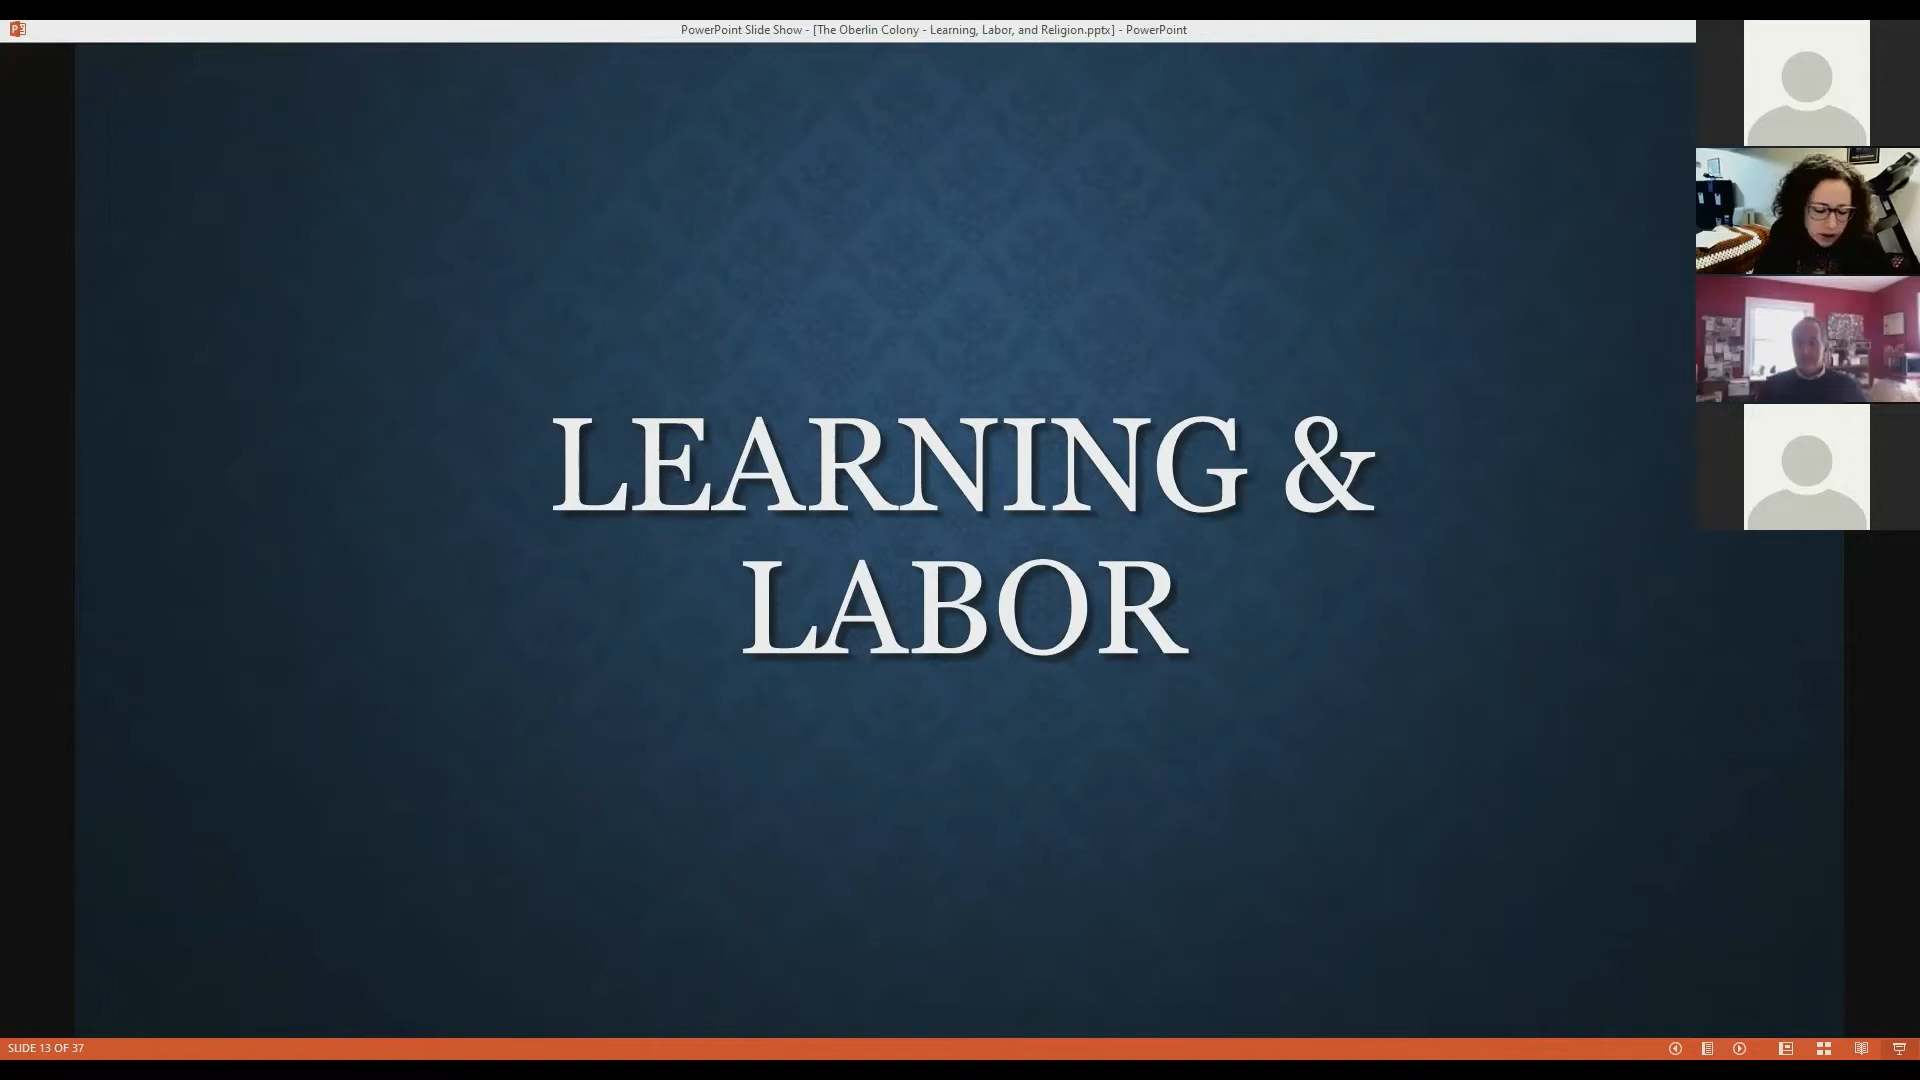 PowerPoint Slide Show - [The Oberlin Colony - Learning, Labor, and Religion.pptx] - PowerPoint
LEARNING &
LABOR
SLIDE 13 OF 37